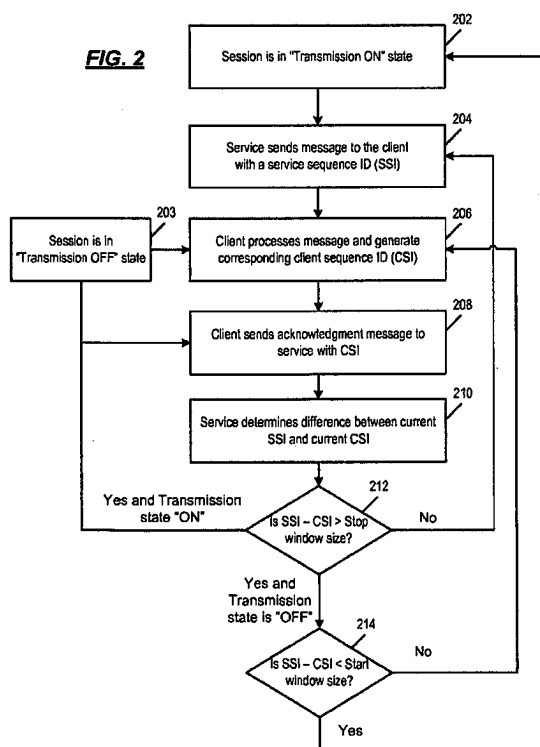 FIG. 2
202
Session is in "Transmission ON" state
204
Service sends message to the client
with a service sequence ID (SSI)
203
Session is in
"Transmission OFF" state
206
Client processes message and generate
corresponding client sequence ID (CSI)
208
Client sends acknowledgment message to
service with CSI
210
Service determines difference between current
SSI and current CSI
Yes and Transmission
state "ON"
212
Is SSI – CSI > Stop
window size?
No
Yes and
Transmission
state is "OFF"
214
Is SSI – CSI < Start
window size?
No
Yes